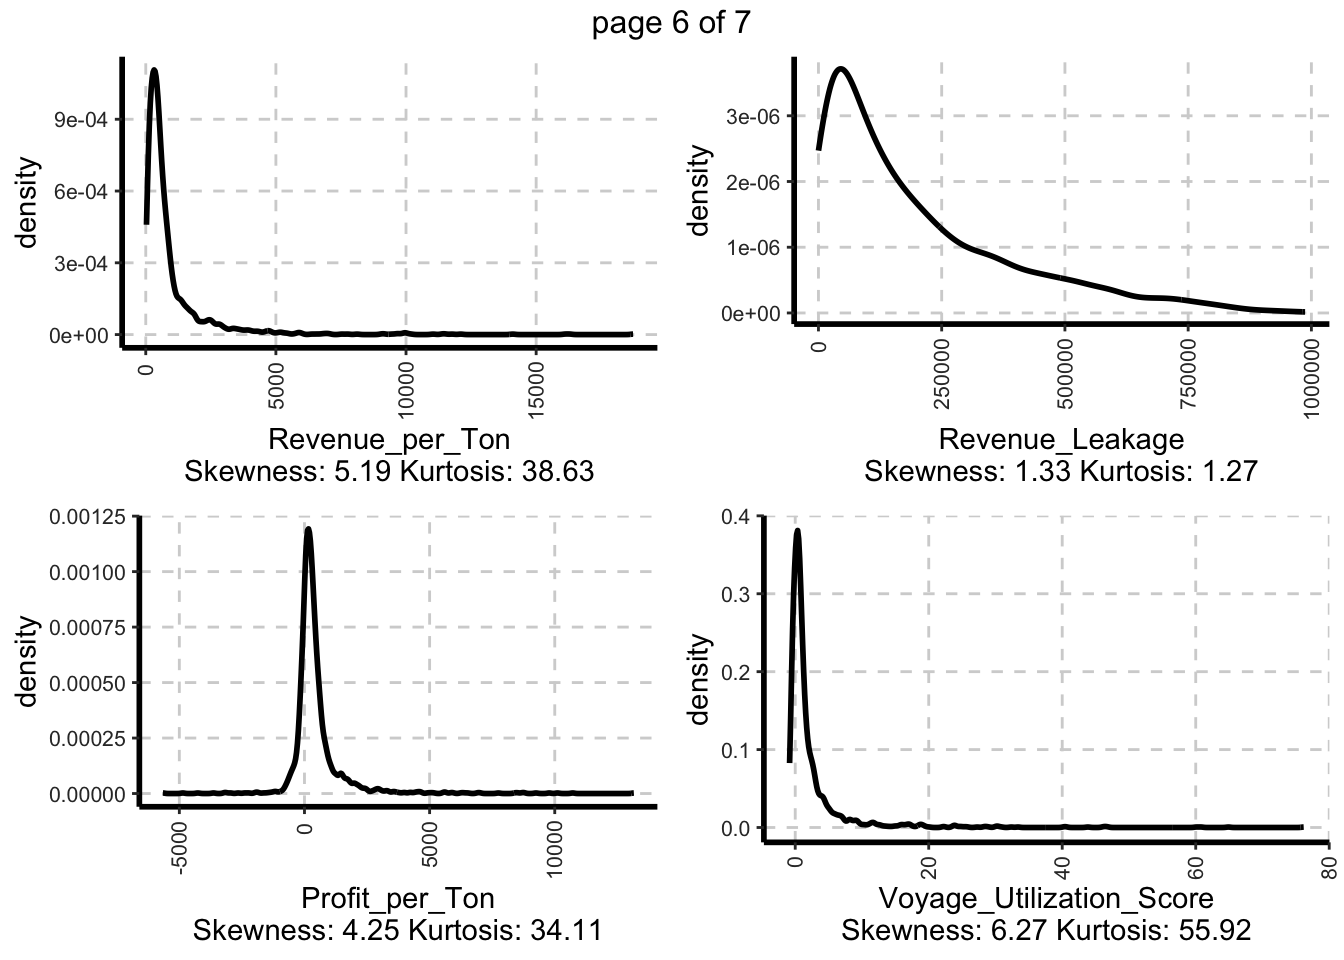 page 6 of 7
density
9e-04
6e-04
3e-04
0e+00
0
5000
10000
15000
Revenue_per_Ton
Skewness: 5.19 Kurtosis: 38.63
density
3e-06
2e-06
1e-06
0e+00
0
250000
500000
750000
1000000
Revenue_Leakage
Skewness: 1.33 Kurtosis: 1.27
density
0.00125
0.00100
0.00075
0.00050
0.00025
0.00000
-5000
0
5000
10000
Profit_per_Ton
Skewness: 4.25 Kurtosis: 34.11
density
0.4
0.3
0.2
0.1
0.0
0
20
40
60
80
Voyage_Utilization_Score
Skewness: 6.27 Kurtosis: 55.92